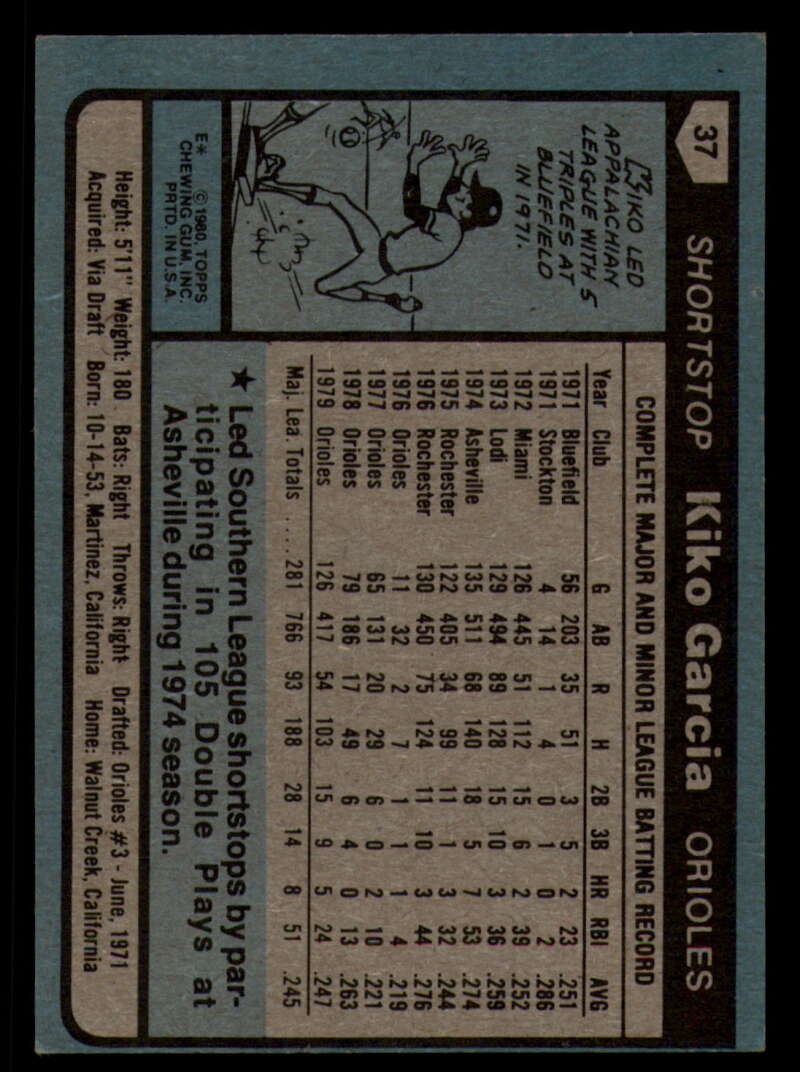 37 SHORTSTOP Kiko Garcia ORIOLES
KIKO LED
APPALACHIAN
LEAGUE WITH 5
TRIPLES AT
BLUEFIELD
IN 1971.
E* © 1980, TOPPS
CHEWING GUM, INC.
PRTD. IN U.S.A.
COMPLETE MAJOR AND MINOR LEAGUE BATTING RECORD
Year Club G AB R H 2B 3B HR RBI AVG
1971 Bluefield 56 203 35 51 3 5 2 23 .251
1971 Stockton 4 14 1 4 0 1 0 2 .286
1972 Miami 126 445 51 112 15 6 2 39 .252
1973 Lodi 129 494 89 128 15 10 3 36 .259
1974 Asheville 135 511 68 140 18 5 7 53 .274
1975 Rochester 122 405 34 99 11 1 3 32 .244
1976 Rochester 130 450 75 124 11 10 3 44 .276
1976 Orioles 11 32 2 7 1 1 1 4 .219
1977 Orioles 65 131 20 29 6 0 2 10 .221
1978 Orioles 79 186 17 49 6 4 0 13 .263
1979 Orioles 126 417 54 103 15 9 5 24 .247
Maj. Lea. Totals .... 281 766 93 188 28 14 8 51 .245
★ Led Southern League shortstops by par-
ticipating in 105 Double Plays at
Asheville during 1974 season.
Height: 5'11" Weight: 180 Bats: Right Throws: Right Drafted: Orioles #3 - June, 1971
Acquired: Via Draft Born: 10-14-53, Martinez, California Home: Walnut Creek, California